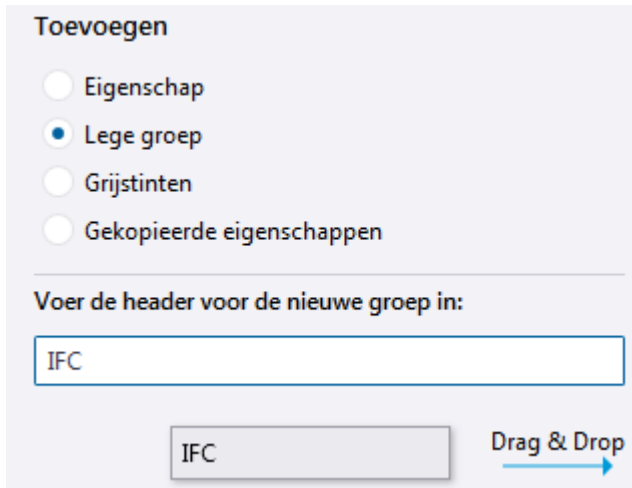 Toevoegen
Eigenschap
Lege groep
Grijstinten
Gekopieerde eigenschappen
Voer de header voor de nieuwe groep in:
IFC
IFC
Drag & Drop